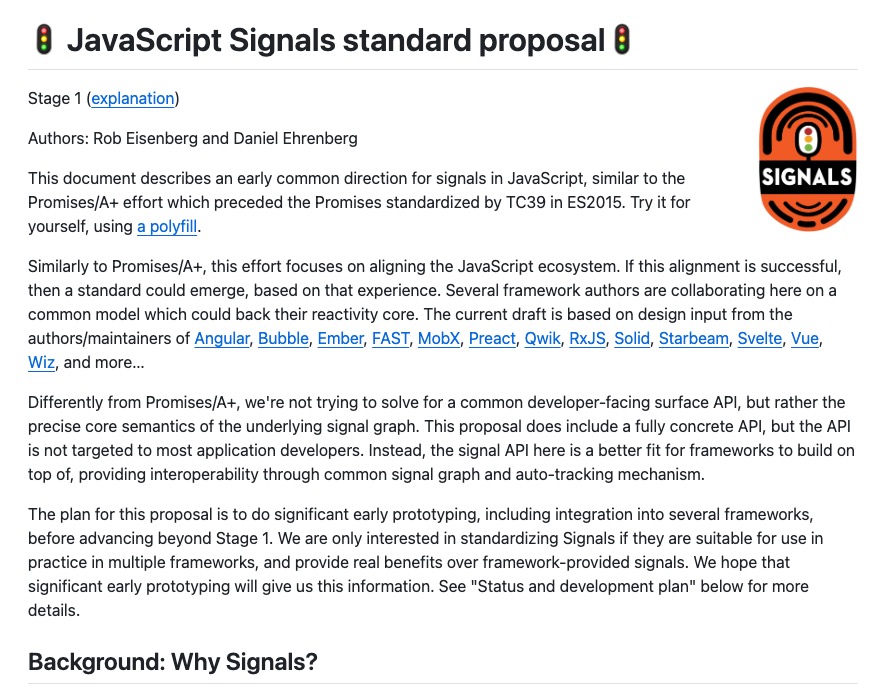 🚦 JavaScript Signals standard proposal🚦
Stage 1 (explanation)
Authors: Rob Eisenberg and Daniel Ehrenberg
SIGNALS
This document describes an early common direction for signals in JavaScript, similar to the
Promises/A+ effort which preceded the Promises standardized by TC39 in ES2015. Try it for
yourself, using a polyfill.
Similarly to Promises/A+, this effort focuses on aligning the JavaScript ecosystem. If this alignment is successful,
then a standard could emerge, based on that experience. Several framework authors are collaborating here on a
common model which could back their reactivity core. The current draft is based on design input from the
authors/maintainers of Angular, Bubble, Ember, FAST, MobX, Preact, Qwik, RxJS, Solid, Starbeam, Svelte, Vue,
Wiz, and more...
Differently from Promises/A+, we're not trying to solve for a common developer-facing surface API, but rather the
precise core semantics of the underlying signal graph. This proposal does include a fully concrete API, but the API
is not targeted to most application developers. Instead, the signal API here is a better fit for frameworks to build on
top of, providing interoperability through common signal graph and auto-tracking mechanism.
The plan for this proposal is to do significant early prototyping, including integration into several frameworks,
before advancing beyond Stage 1. We are only interested in standardizing Signals if they are suitable for use in
practice in multiple frameworks, and provide real benefits over framework-provided signals. We hope that
significant early prototyping will give us this information. See "Status and development plan" below for more
details.
Background: Why Signals?